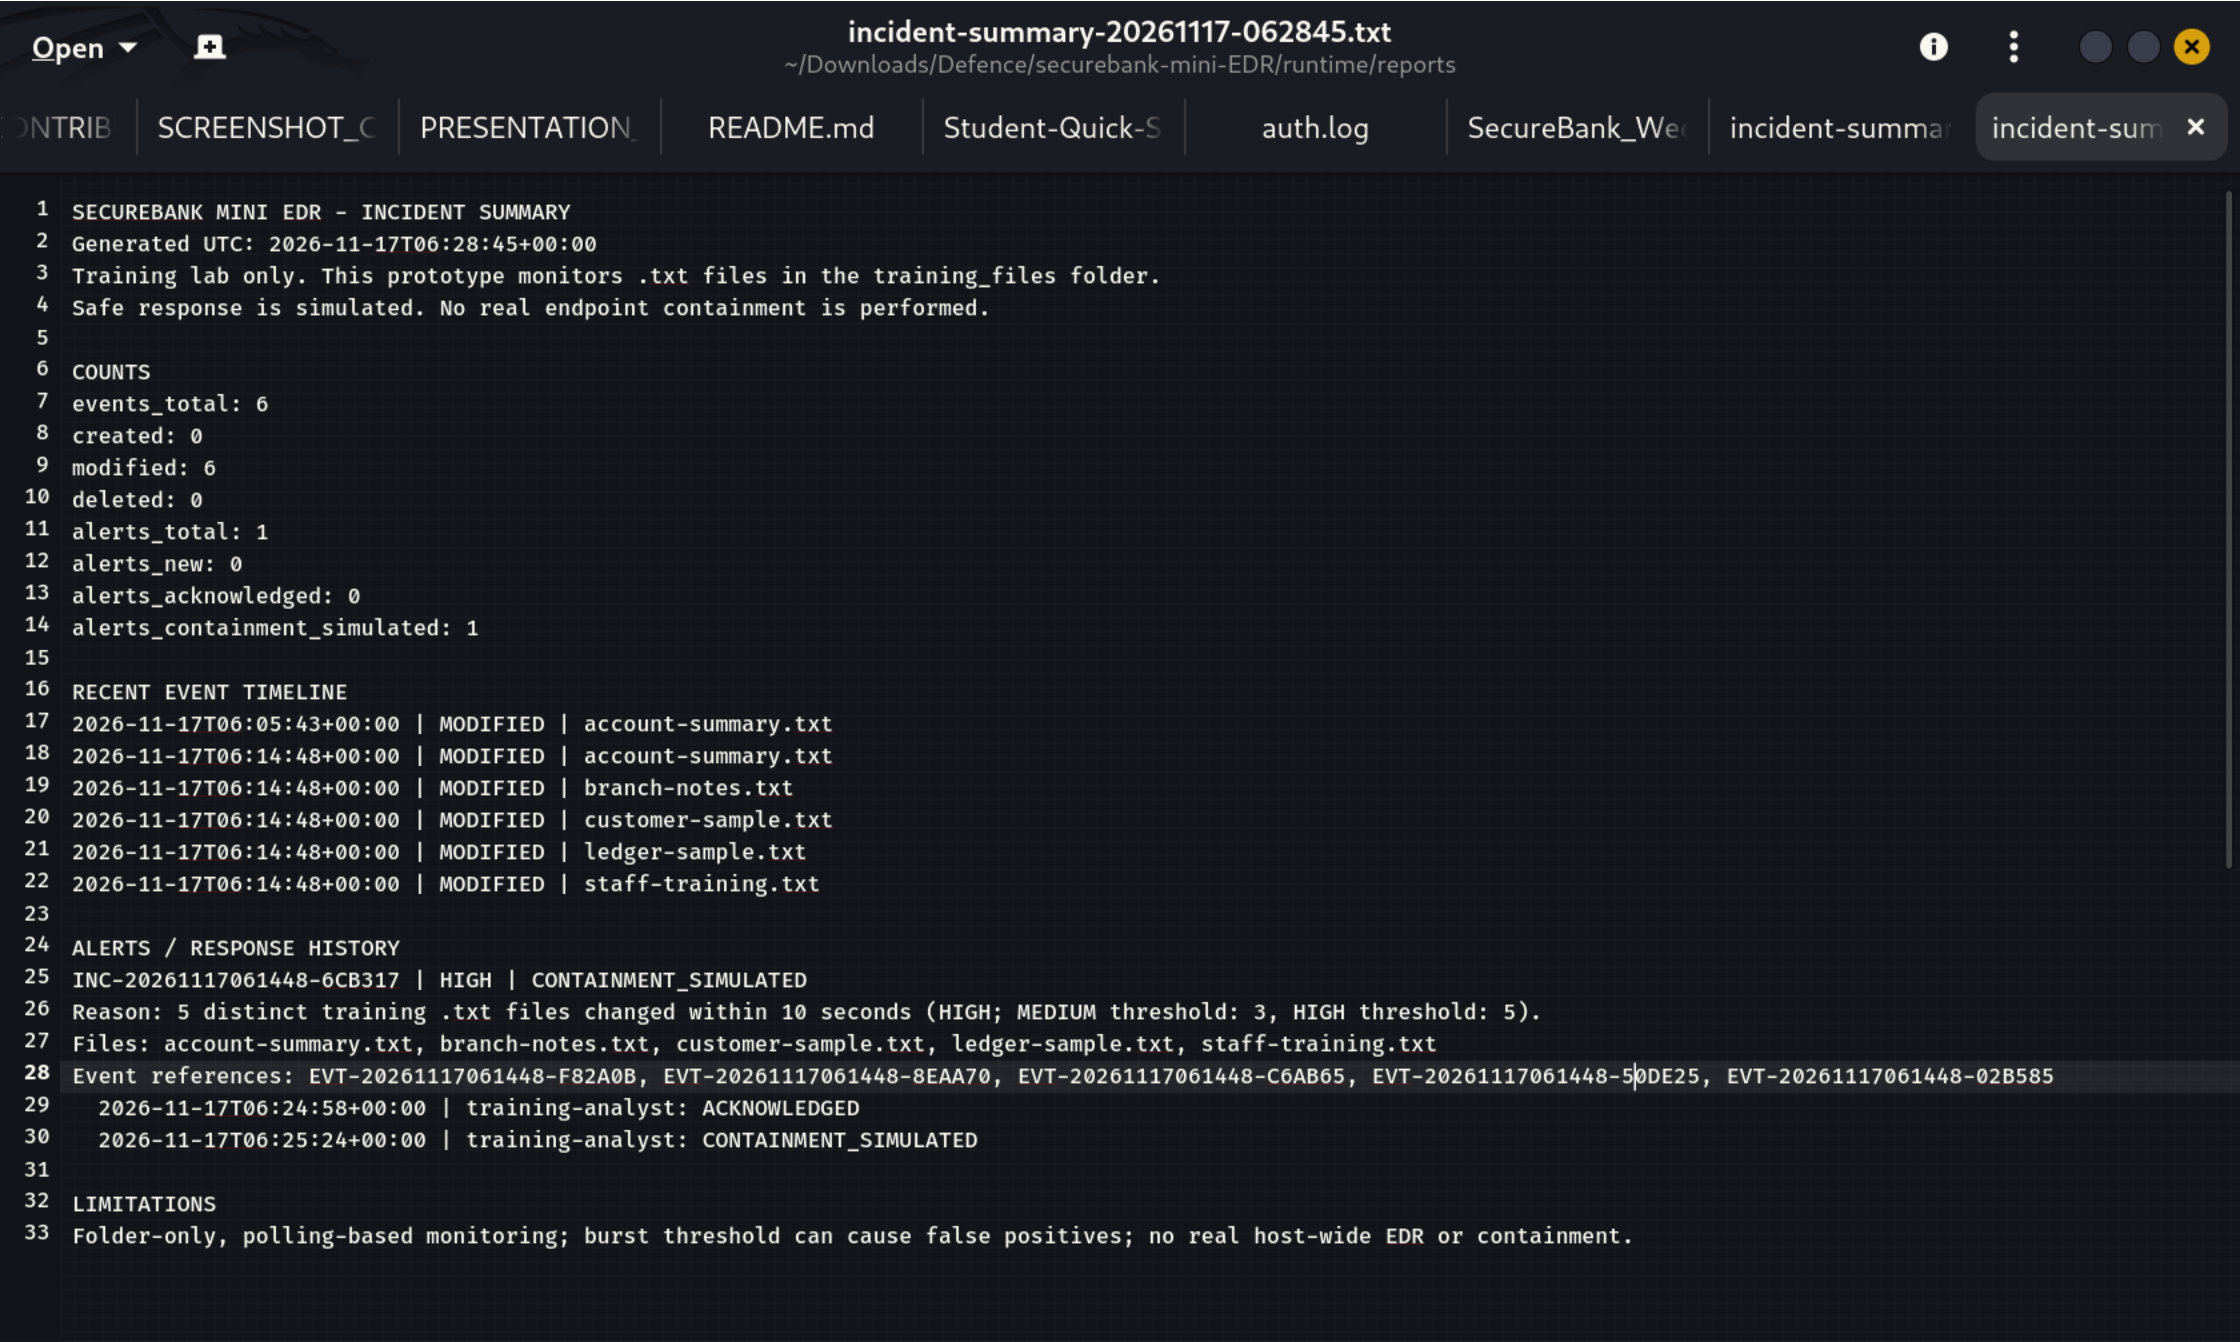 Open
incident-summary-20261117-062845.txt
~/Downloads/Defence/securebank-mini-EDR/runtime/reports
ONTRIB
SCREENSHOT_C
PRESENTATION_
README.md
Student-Quick-S
auth.log
SecureBank_Wee
incident-summar
incident-sum
1 SECUREBANK MINI EDR - INCIDENT SUMMARY
2 Generated UTC: 2026-11-17T06:28:45+00:00
3 Training lab only. This prototype monitors .txt files in the training_files folder.
4 Safe response is simulated. No real endpoint containment is performed.
5
6 COUNTS
7 events_total: 6
8 created: 0
9 modified: 6
10 deleted: 0
11 alerts_total: 1
12 alerts_new: 0
13 alerts_acknowledged: 0
14 alerts_containment_simulated: 1
15
16 RECENT EVENT TIMELINE
17 2026-11-17T06:05:43+00:00 | MODIFIED | account-summary.txt
18 2026-11-17T06:14:48+00:00 | MODIFIED | account-summary.txt
19 2026-11-17T06:14:48+00:00 | MODIFIED | branch-notes.txt
20 2026-11-17T06:14:48+00:00 | MODIFIED | customer-sample.txt
21 2026-11-17T06:14:48+00:00 | MODIFIED | ledger-sample.txt
22 2026-11-17T06:14:48+00:00 | MODIFIED | staff-training.txt
23
24 ALERTS / RESPONSE HISTORY
25 INC-20261117061448-6CB317 | HIGH | CONTAINMENT_SIMULATED
26 Reason: 5 distinct training .txt files changed within 10 seconds (HIGH; MEDIUM threshold: 3, HIGH threshold: 5).
27 Files: account-summary.txt, branch-notes.txt, customer-sample.txt, ledger-sample.txt, staff-training.txt
28 Event references: EVT-20261117061448-F82A0B, EVT-20261117061448-8EAA70, EVT-20261117061448-C6AB65, EVT-20261117061448-50DE25, EVT-20261117061448-02B585
29 2026-11-17T06:24:58+00:00 | training-analyst: ACKNOWLEDGED
30 2026-11-17T06:25:24+00:00 | training-analyst: CONTAINMENT_SIMULATED
31
32 LIMITATIONS
33 Folder-only, polling-based monitoring; burst threshold can cause false positives; no real host-wide EDR or containment.